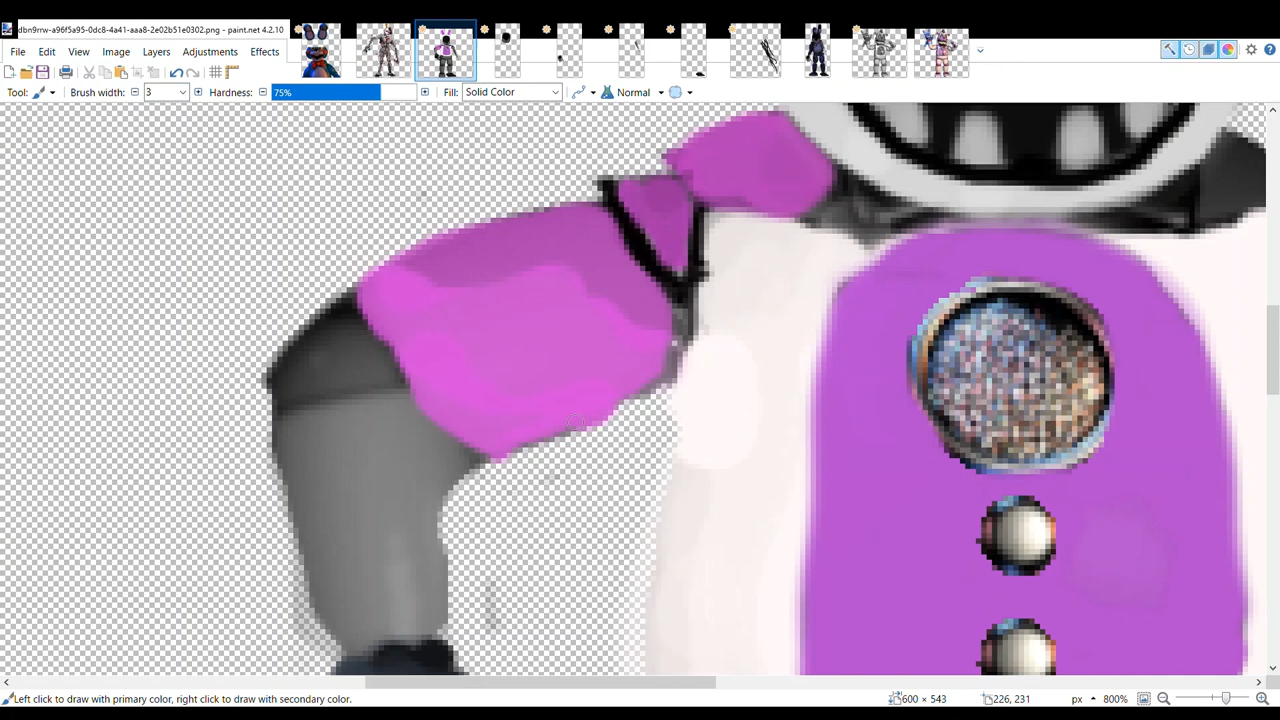 dbn9rrw-a96f5a95-0dc8-4a41-aaa8-2e02b51e0302.png - paint.net 4.2.10
File Edit View Image Layers Adjustments Effects
Tool: Brush width: 3 Hardness: 75% Fill: Solid Color Normal
Left click to draw with primary color, right click to draw with secondary color. 600 × 543 226, 231 px 800%